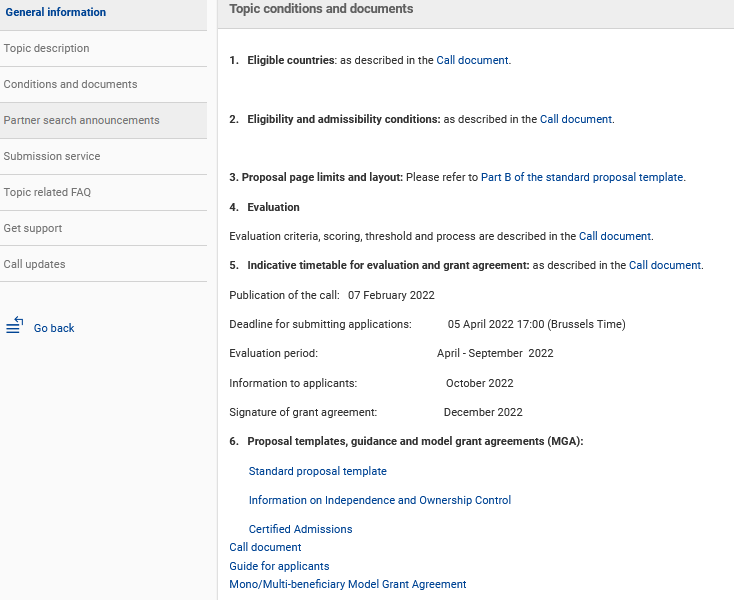 General information
Topic description
Conditions and documents
Partner search announcements
Submission service
Topic related FAQ
Get support
Call updates
Go back
Topic conditions and documents
1. Eligible countries: as described in the Call document.
2. Eligibility and admissibility conditions: as described in the Call document.
3. Proposal page limits and layout: Please refer to Part B of the standard proposal template.
4. Evaluation
Evaluation criteria, scoring, threshold and process are described in the Call document.
5. Indicative timetable for evaluation and grant agreement: as described in the Call document.
Publication of the call: 07 February 2022
Deadline for submitting applications: 05 April 2022 17:00 (Brussels Time)
Evaluation period: April - September 2022
Information to applicants: October 2022
Signature of grant agreement: December 2022
6. Proposal templates, guidance and model grant agreements (MGA):
Standard proposal template
Information on Independence and Ownership Control
Certified Admissions
Call document
Guide for applicants
Mono/Multi-beneficiary Model Grant Agreement